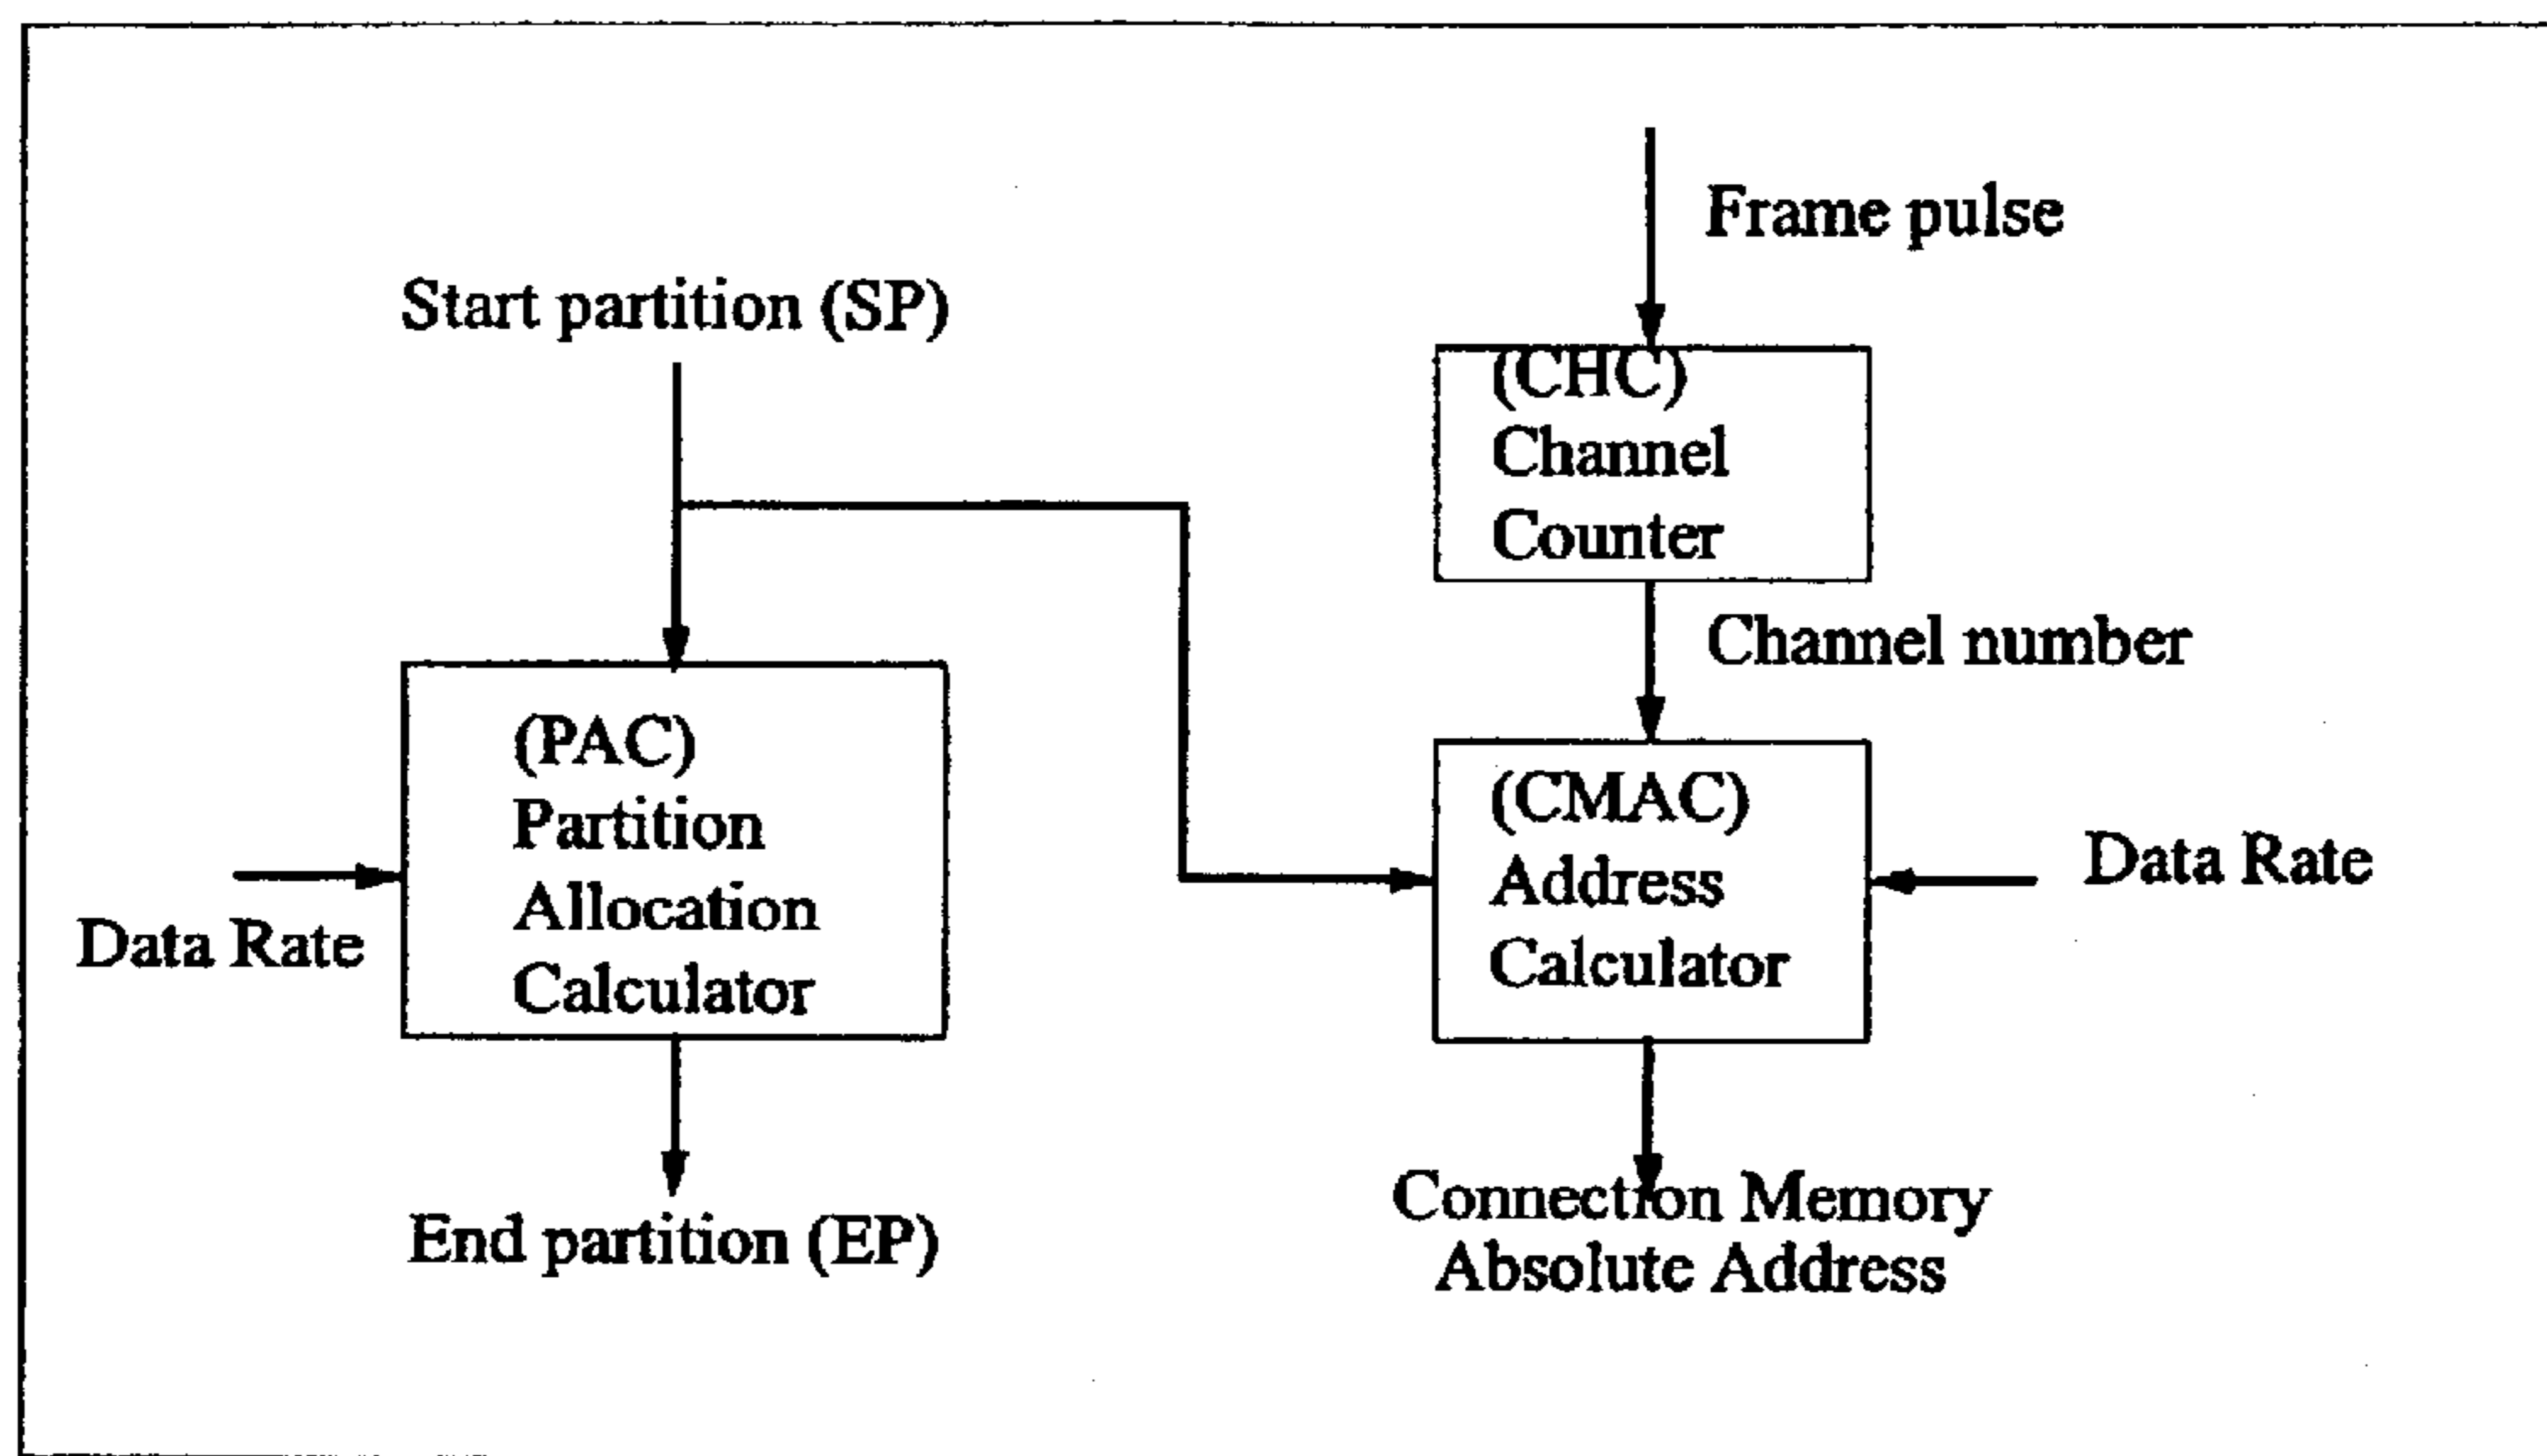 Start partition (SP)
(PAC)
Partition
Allocation
Calculator
Data Rate
End partition (EP)
Frame pulse
(CHC)
Channel
Counter
Channel number
(CMAC)
Address
Calculator
Data Rate
Connection Memory
Absolute Address